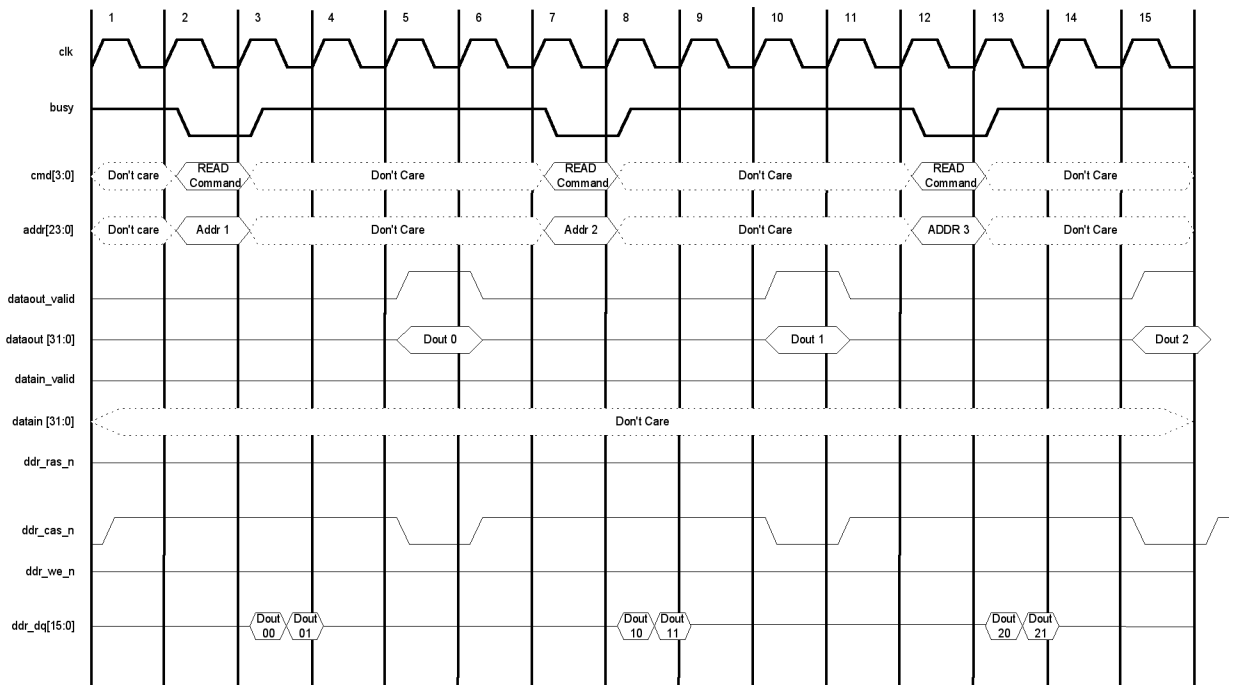 1 2 3 4 5 6 7 8 9 10 11 12 13 14 15
clk
busy
cmd[3:0] Don't care READ Command Don't Care READ Command Don't Care READ Command Don't Care
addr[23:0] Don't care Addr 1 Don't Care Addr 2 Don't Care ADDR 3 Don't Care
dataout_valid
dataout [31:0] Dout 0 Dout 1 Dout 2
datain_valid
datain [31:0] Don't Care
ddr_ras_n
ddr_cas_n
ddr_we_n
ddr_dq[15:0] Dout 00 Dout 01 Dout 10 Dout 11 Dout 20 Dout 21